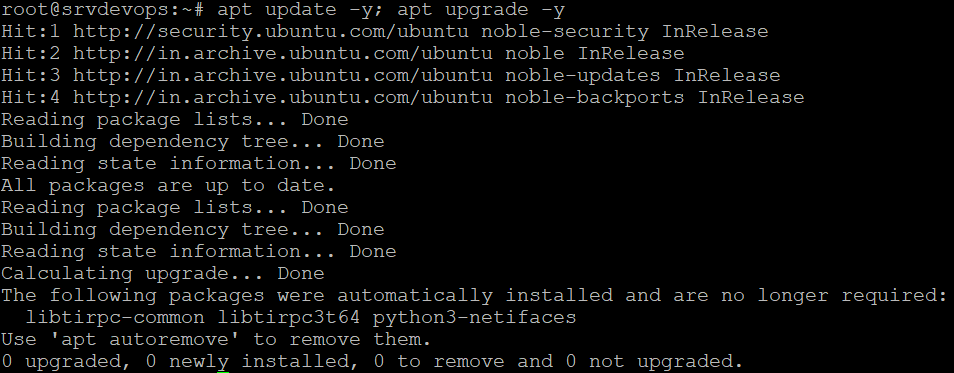 root@srvdevops:~# apt update -y; apt upgrade -y
Hit:1 http://security.ubuntu.com/ubuntu noble-security InRelease
Hit:2 http://in.archive.ubuntu.com/ubuntu noble InRelease
Hit:3 http://in.archive.ubuntu.com/ubuntu noble-updates InRelease
Hit:4 http://in.archive.ubuntu.com/ubuntu noble-backports InRelease
Reading package lists... Done
Building dependency tree... Done
Reading state information... Done
All packages are up to date.
Reading package lists... Done
Building dependency tree... Done
Reading state information... Done
Calculating upgrade... Done
The following packages were automatically installed and are no longer required:
  libtirpc-common libtirpc3t64 python3-netifaces
Use 'apt autoremove' to remove them.
0 upgraded, 0 newly installed, 0 to remove and 0 not upgraded.